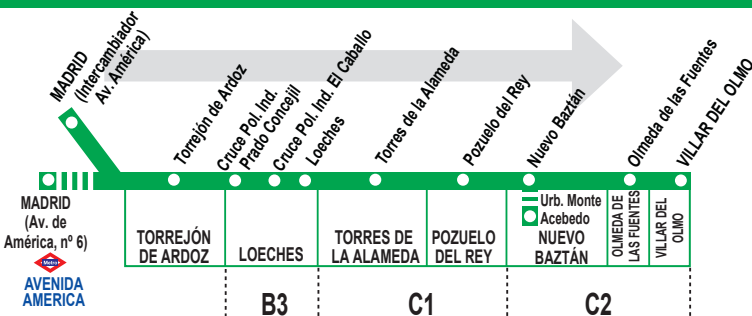 MADRID
(Intercambiador
Av. América)
Torrejón de Ardoz
Cruce Pol. Ind.
Prado Concejil
Cruce Pol. Ind. El Caballo
Loeches
Torres de la Alameda
Pozuelo del Rey
Nuevo Baztán
Olmeda de las Fuentes
VILLAR DEL OLMO
MADRID
(Av. de
América, nº 6)
Metro
AVENIDA
AMERICA
TORREJÓN
DE ARDOZ
LOECHES
TORRES DE
LA ALAMEDA
POZUELO
DEL REY
Urb. Monte
Acebedo
NUEVO
BAZTÁN
OLMEDA DE
LAS FUENTES
VILLAR DEL
OLMO
B3
C1
C2